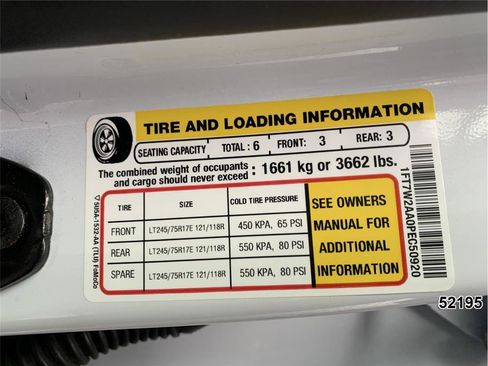 TIRE AND LOADING INFORMATION
SEATING CAPACITY TOTAL: 6 FRONT: 3 REAR: 3
The combined weight of occupants
and cargo should never exceed : 1661 kg or 3662 lbs.
TIRE SIZE COLD TIRE PRESSURE
FRONT LT245/75R17E 121/118R 450 KPA, 65 PSI
REAR LT245/75R17E 121/118R 550 KPA, 80 PSI
SPARE LT245/75R17E 121/118R 550 KPA, 80 PSI
SEE OWNERS
MANUAL FOR
ADDITIONAL
INFORMATION
1FT7W2AA0PEC50920
52195